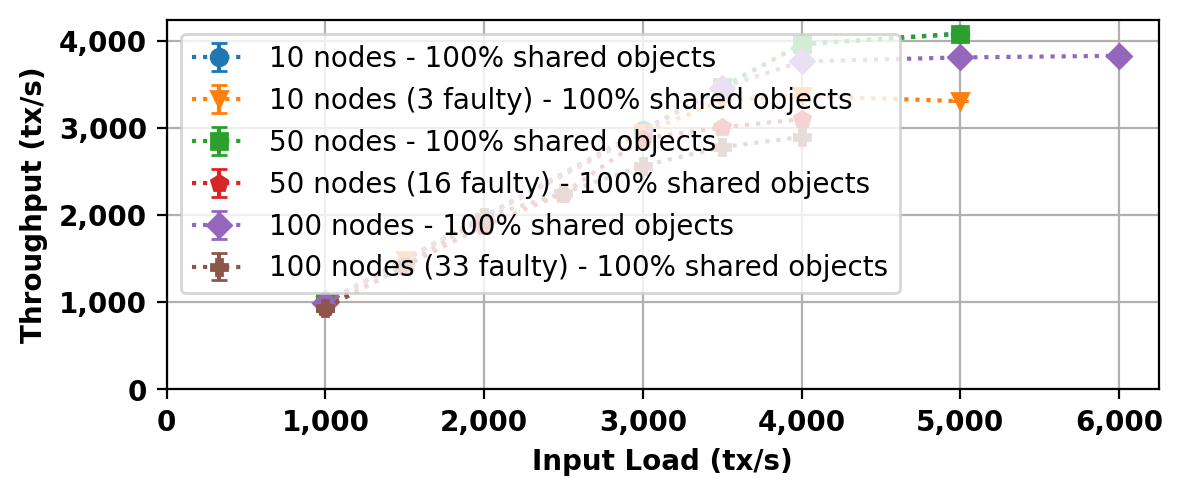 4,000
3,000
2,000
1,000
0
Throughput (tx/s)
10 nodes - 100% shared objects
10 nodes (3 faulty) - 100% shared objects
50 nodes - 100% shared objects
50 nodes (16 faulty) - 100% shared objects
100 nodes - 100% shared objects
100 nodes (33 faulty) - 100% shared objects
0 1,000 2,000 3,000 4,000 5,000 6,000
Input Load (tx/s)